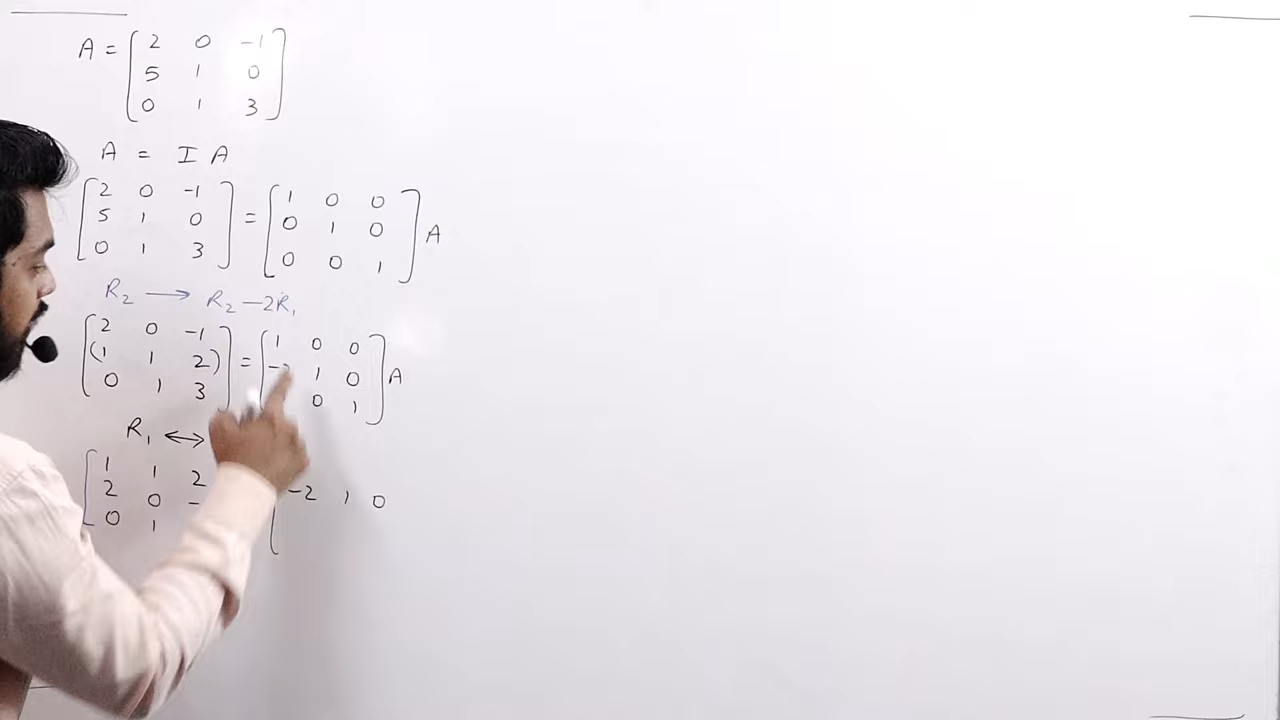 A = [ 2 0 -1
5 1 0
0 1 3 ]
A = I A
[ 2 0 -1 ] = [ 1 0 0 ] A
5 1 0 0 1 0
0 1 3 0 0 1
R₂ → R₂ -2R₁
[ 2 0 -1 ] = [ 1 0 0 ] A
(1 1 2) -2 1 0
0 1 3 0 1
R₁ ↔
[ 1 1 2 [ -2 1 0
2 0 -
0 1